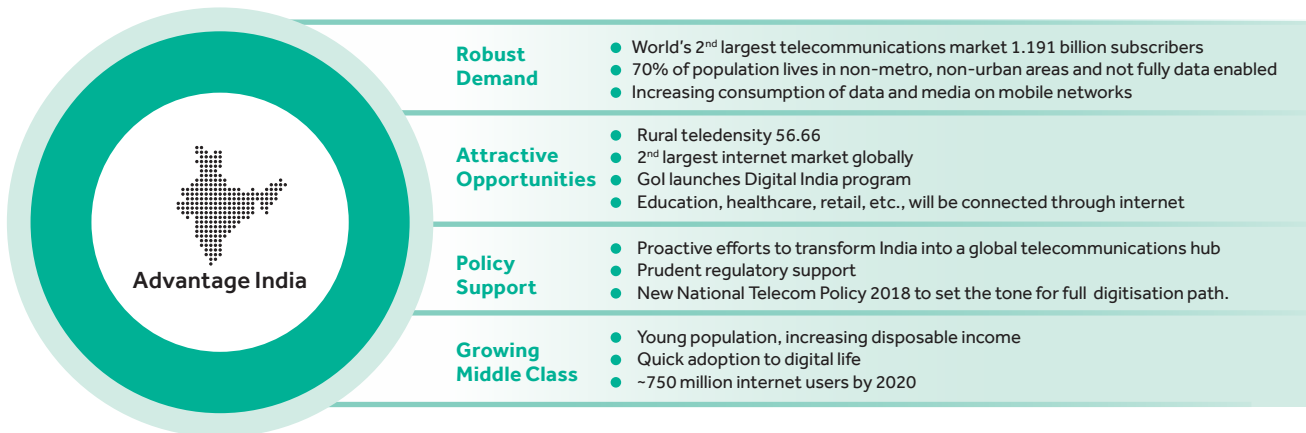 Advantage India
Robust
Demand
● World's 2nd largest telecommunications market 1.191 billion subscribers
● 70% of population lives in non-metro, non-urban areas and not fully data enabled
● Increasing consumption of data and media on mobile networks
Attractive
Opportunities
● Rural teledensity 56.66
● 2nd largest internet market globally
● GoI launches Digital India program
● Education, healthcare, retail, etc., will be connected through internet
Policy
Support
● Proactive efforts to transform India into a global telecommunications hub
● Prudent regulatory support
● New National Telecom Policy 2018 to set the tone for full digitisation path.
Growing
Middle Class
● Young population, increasing disposable income
● Quick adoption to digital life
● ~750 million internet users by 2020